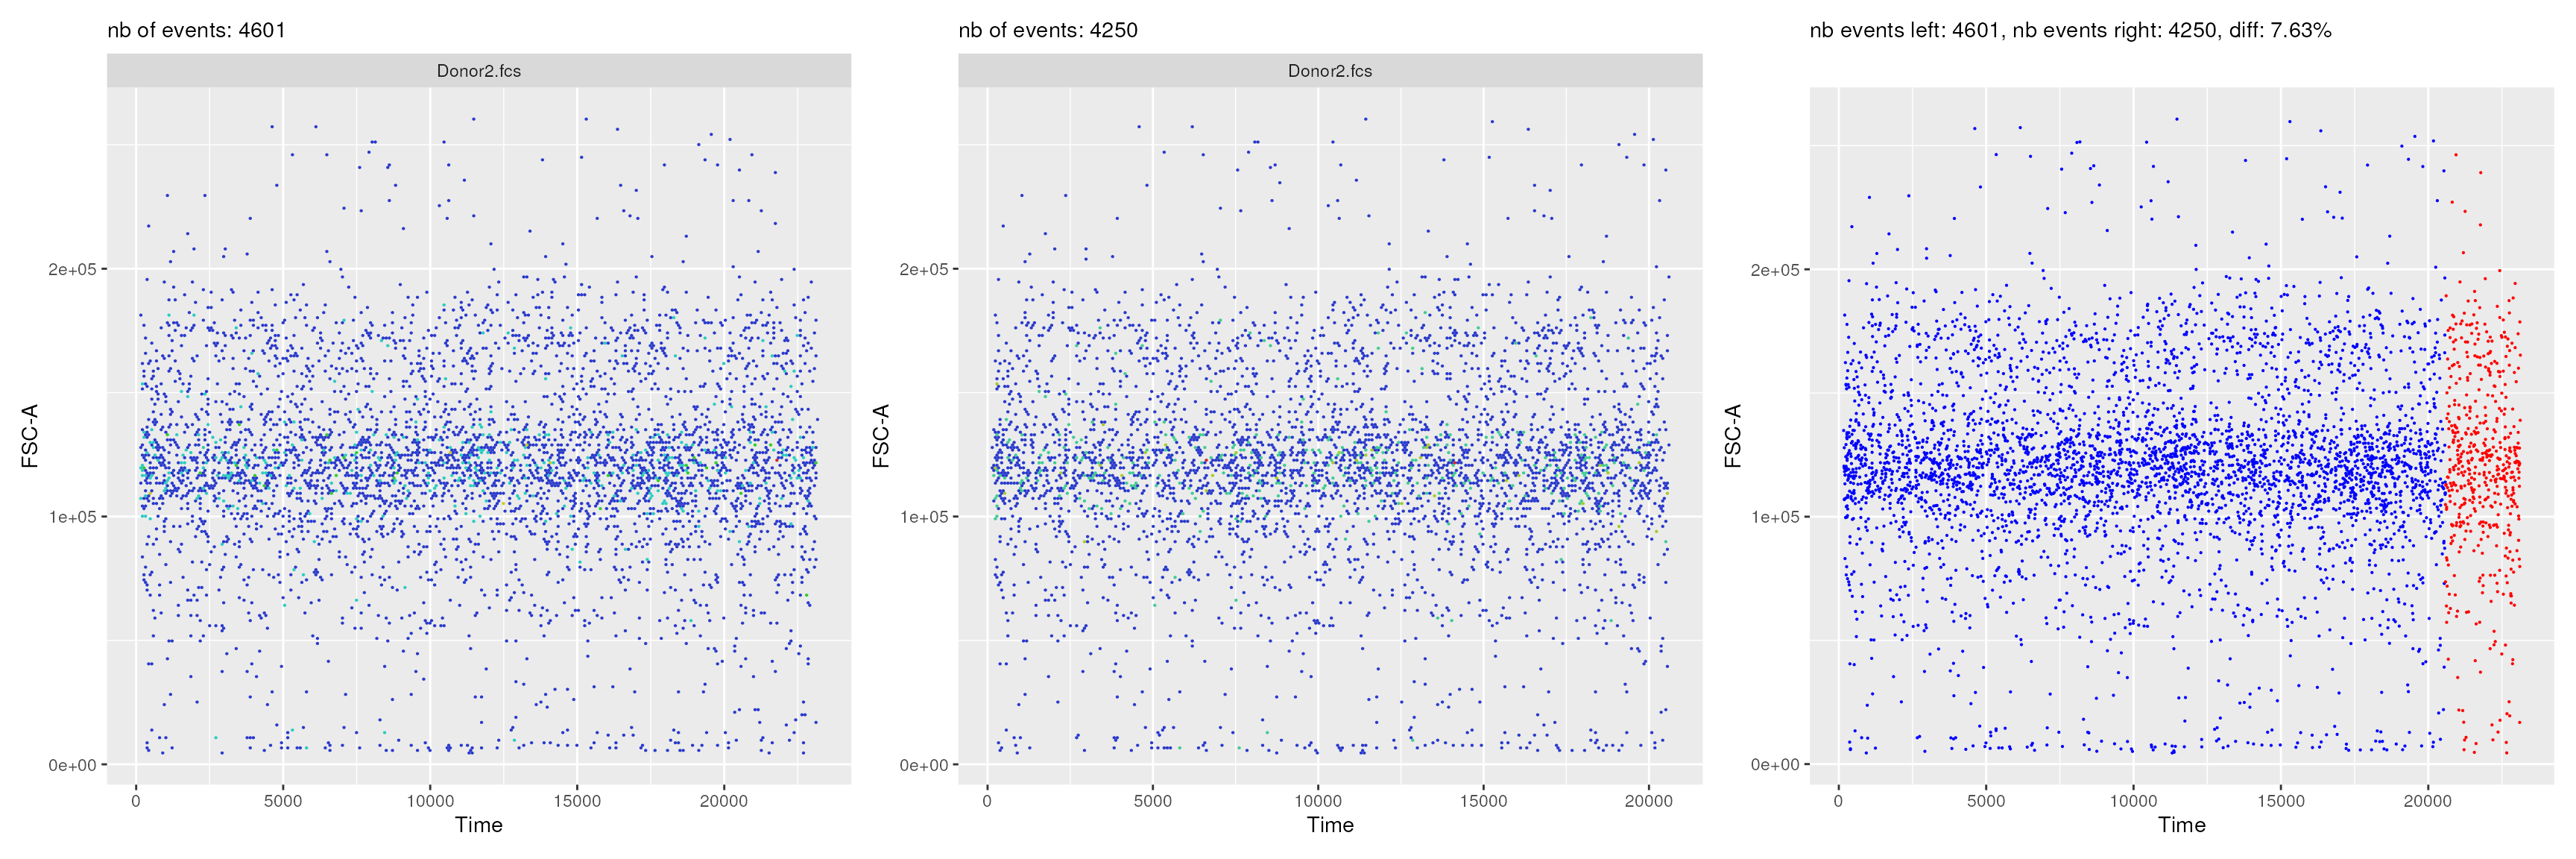 nb of events: 4601
Donor2.fcs
2e+05
1e+05
0e+00
FSC-A
0 5000 10000 15000 20000
Time
nb of events: 4250
Donor2.fcs
2e+05
1e+05
0e+00
FSC-A
0 5000 10000 15000 20000
Time
nb events left: 4601, nb events right: 4250, diff: 7.63%
2e+05
1e+05
0e+00
FSC-A
0 5000 10000 15000 20000
Time